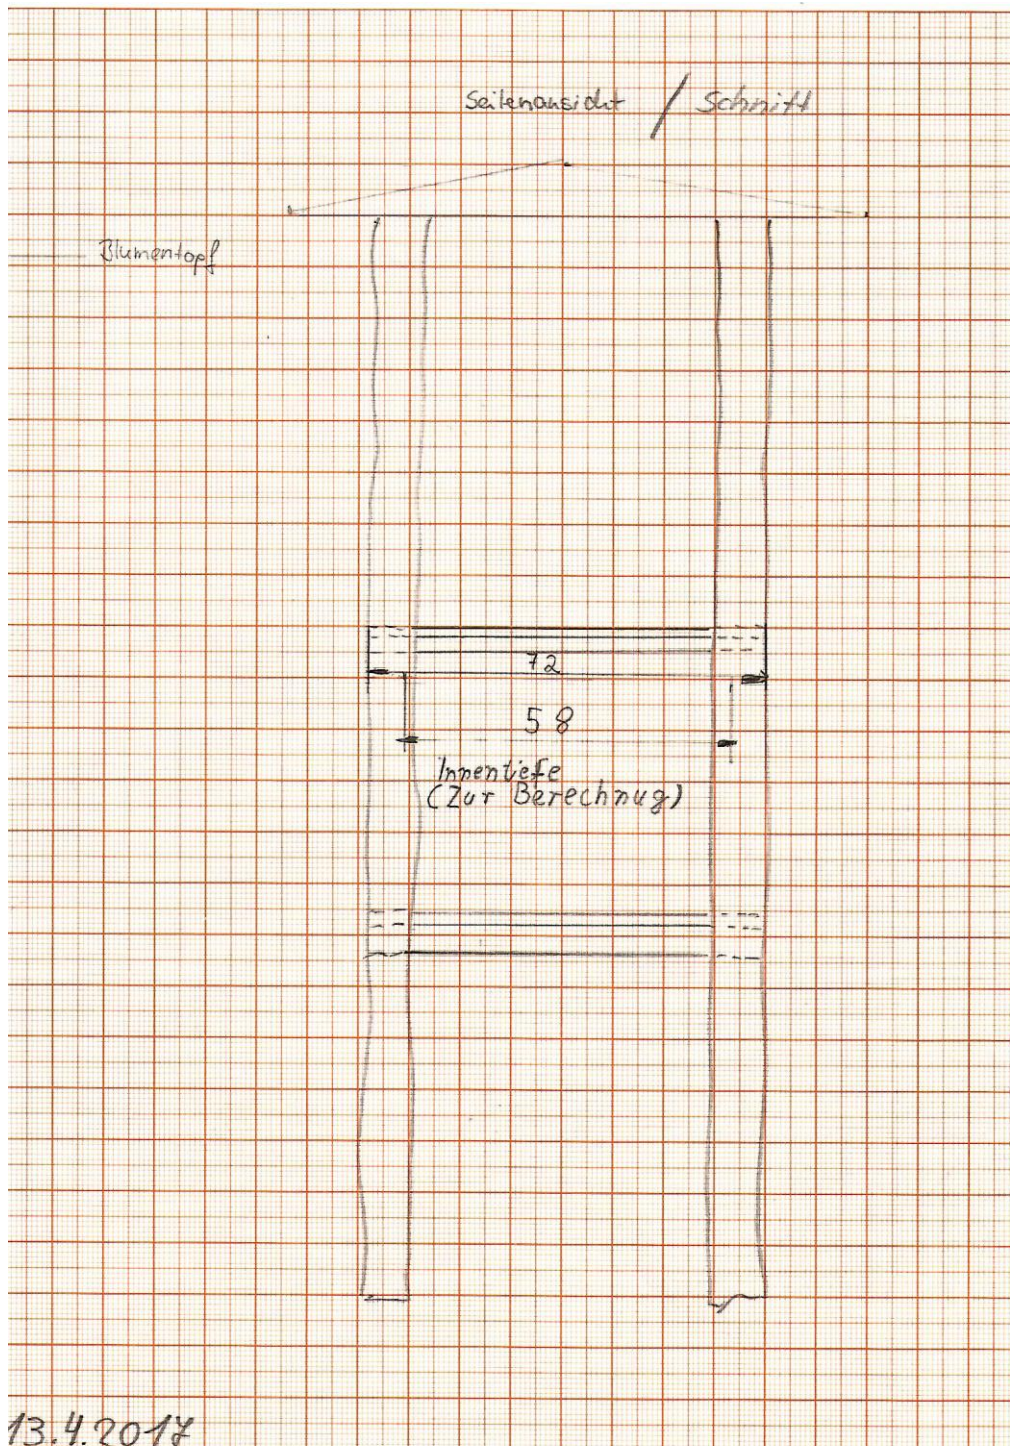 Seitenansicht / Schnitt
Blumentopf
72
58
Innentiefe
(Zur Berechnug)
13.4.2017